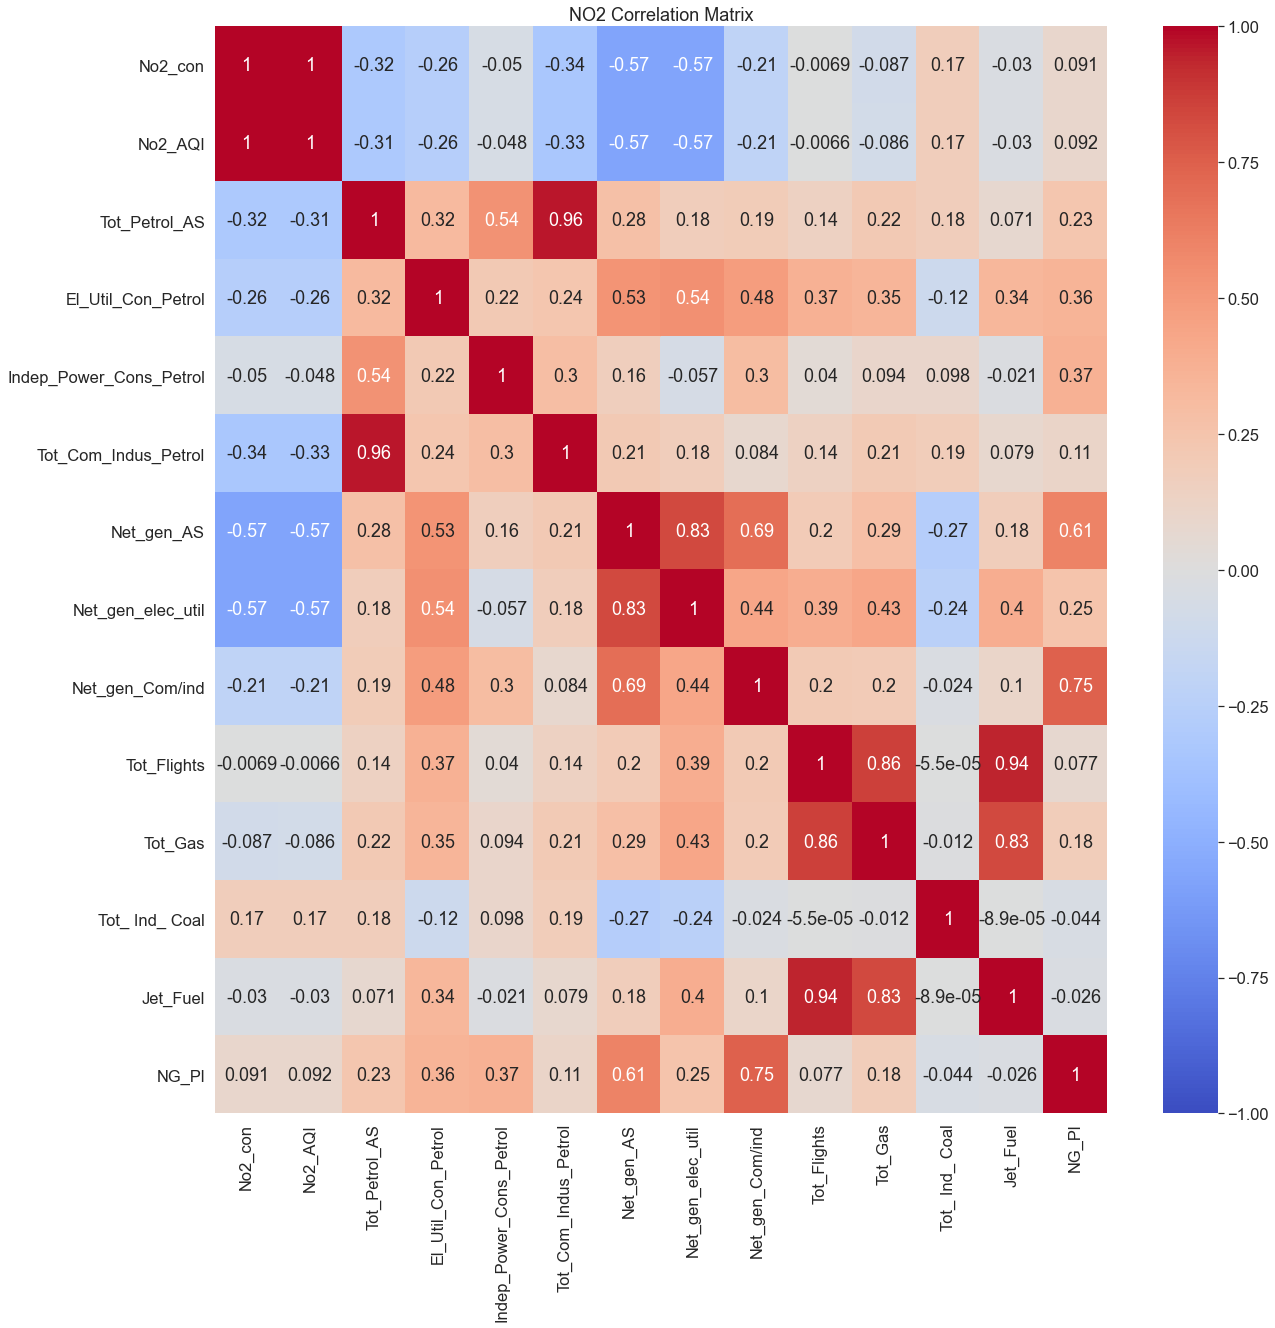 NO2 Correlation Matrix
No2_con 1 1 -0.32 -0.26 -0.05 -0.34 -0.57 -0.57 -0.21 -0.0069 -0.087 0.17 -0.03 0.091
No2_AQI 1 1 -0.31 -0.26 -0.048 -0.33 -0.57 -0.57 -0.21 -0.0066 -0.086 0.17 -0.03 0.092
Tot_Petrol_AS -0.32 -0.31 1 0.32 0.54 0.96 0.28 0.18 0.19 0.14 0.22 0.18 0.071 0.23
El_Util_Con_Petrol -0.26 -0.26 0.32 1 0.22 0.24 0.53 0.54 0.48 0.37 0.35 -0.12 0.34 0.36
Indep_Power_Cons_Petrol -0.05 -0.048 0.54 0.22 1 0.3 0.16 -0.057 0.3 0.04 0.094 0.098 -0.021 0.37
Tot_Com_Indus_Petrol -0.34 -0.33 0.96 0.24 0.3 1 0.21 0.18 0.084 0.14 0.21 0.19 0.079 0.11
Net_gen_AS -0.57 -0.57 0.28 0.53 0.16 0.21 1 0.83 0.69 0.2 0.29 -0.27 0.18 0.61
Net_gen_elec_util -0.57 -0.57 0.18 0.54 -0.057 0.18 0.83 1 0.44 0.39 0.43 -0.24 0.4 0.25
Net_gen_Com/ind -0.21 -0.21 0.19 0.48 0.3 0.084 0.69 0.44 1 0.2 0.2 -0.024 0.1 0.75
Tot_Flights -0.0069 -0.0066 0.14 0.37 0.04 0.14 0.2 0.39 0.2 1 0.86 -5.5e-05 0.94 0.077
Tot_Gas -0.087 -0.086 0.22 0.35 0.094 0.21 0.29 0.43 0.2 0.86 1 -0.012 0.83 0.18
Tot_ Ind_ Coal 0.17 0.17 0.18 -0.12 0.098 0.19 -0.27 -0.24 -0.024 -5.5e-05 -0.012 1 -8.9e-05 -0.044
Jet_Fuel -0.03 -0.03 0.071 0.34 -0.021 0.079 0.18 0.4 0.1 0.94 0.83 -8.9e-05 1 -0.026
NG_PI 0.091 0.092 0.23 0.36 0.37 0.11 0.61 0.25 0.75 0.077 0.18 -0.044 -0.026 1
No2_con
No2_AQI
Tot_Petrol_AS
El_Util_Con_Petrol
Indep_Power_Cons_Petrol
Tot_Com_Indus_Petrol
Net_gen_AS
Net_gen_elec_util
Net_gen_Com/ind
Tot_Flights
Tot_Gas
Tot_ Ind_ Coal
Jet_Fuel
NG_PI
1.00
0.75
0.50
0.25
0.00
−0.25
−0.50
−0.75
−1.00